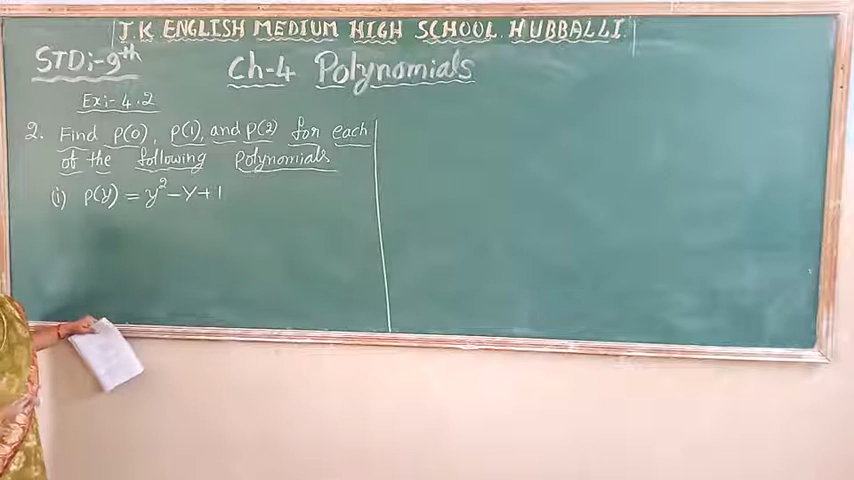 J.K ENGLISH MEDIUM HIGH SCHOOL HUBBALLI
STD:-9th
Ch-4 Polynomials
Ex:- 4.2
2. Find p(0), p(1), and p(2) for each
of the following Polynomials
(i) p(y) = y² - y + 1